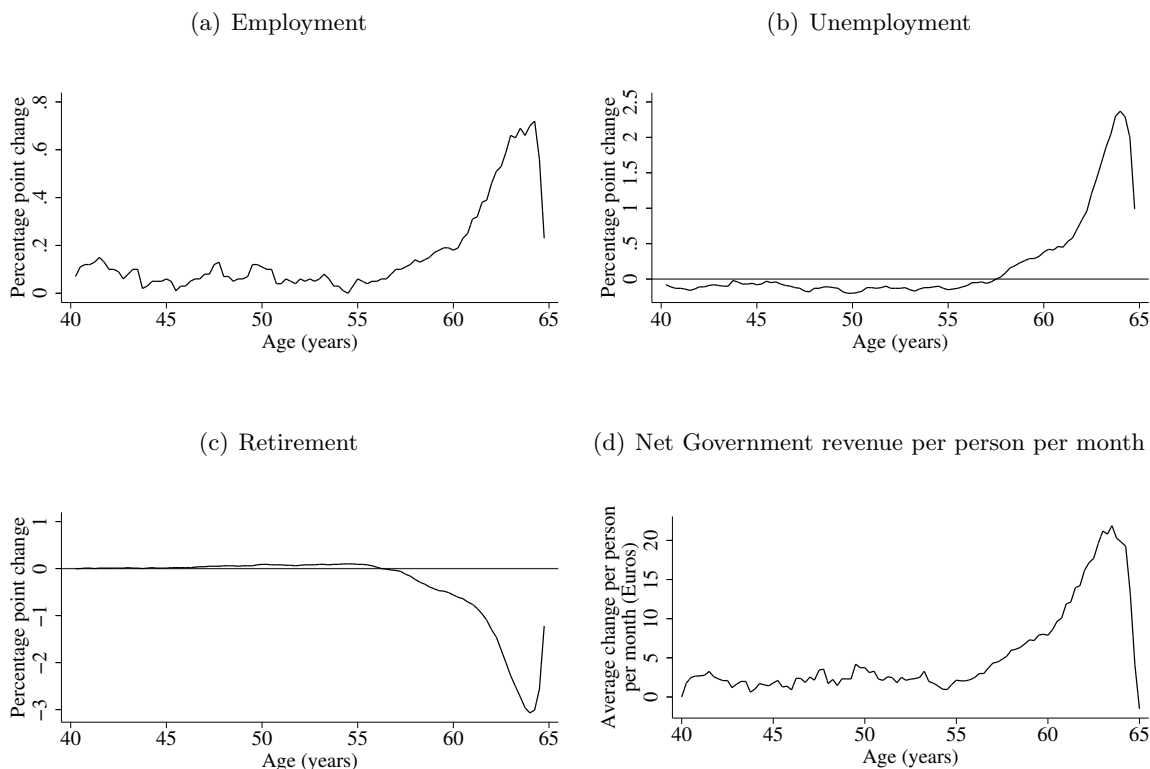 (a) Employment
Percentage point change
0 .2 .4 .6 .8
40 45 50 55 60 65
Age (years)
(b) Unemployment
Percentage point change
0 .5 1 1.5 2 2.5
40 45 50 55 60 65
Age (years)
(c) Retirement
Percentage point change
−3 −2 −1 0 1
40 45 50 55 60 65
Age (years)
(d) Net Government revenue per person per month
Average change per person
per month (Euros)
0 5 10 15 20
40 45 50 55 60 65
Age (years)